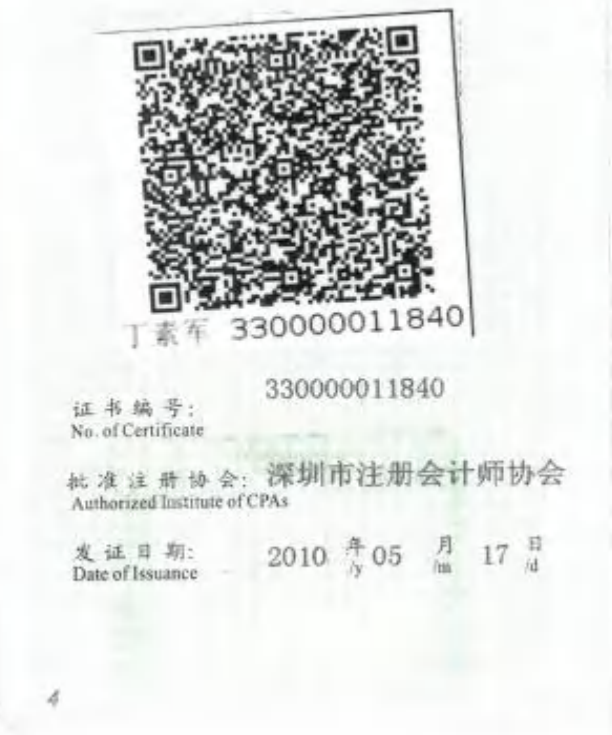 丁素军 330000011840
证书编号: 330000011840
No. of Certificate
批准注册协会: 深圳市注册会计师协会
Authorized Institute of CPAs
发证日期: 2010 年 05 月 17 日
Date of Issuance /y /m /d
4